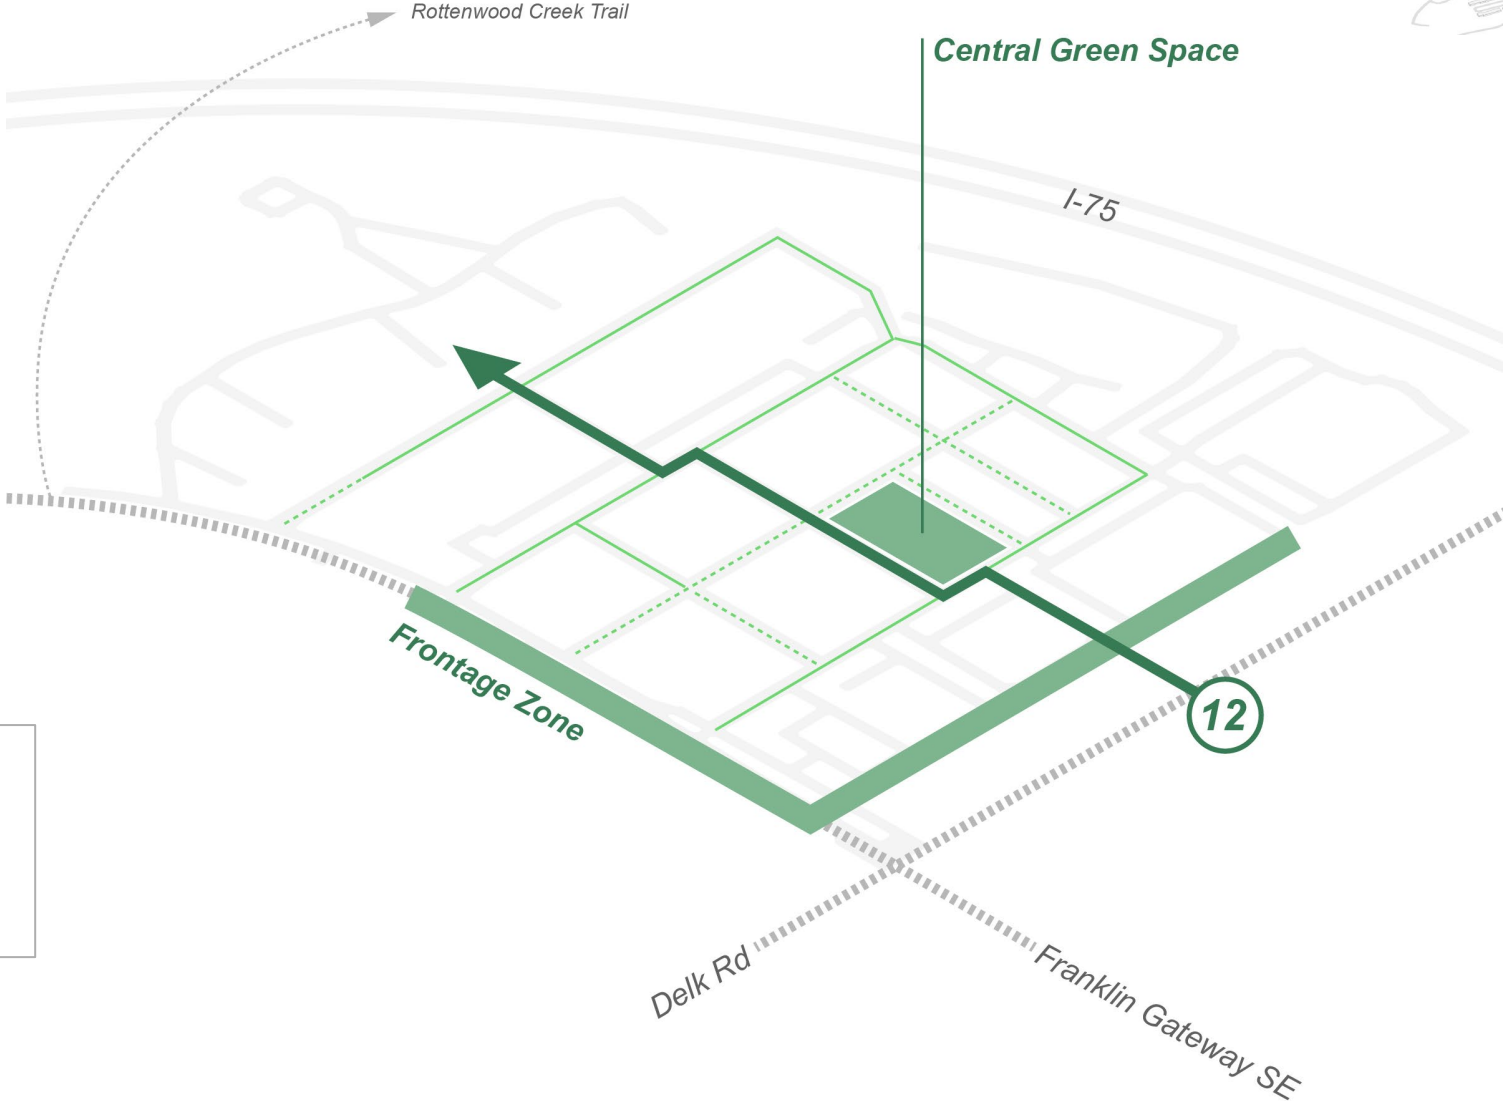 Rottenwood Creek Trail
Central Green Space
I-75
Frontage Zone
12
Delk Rd
Franklin Gateway SE